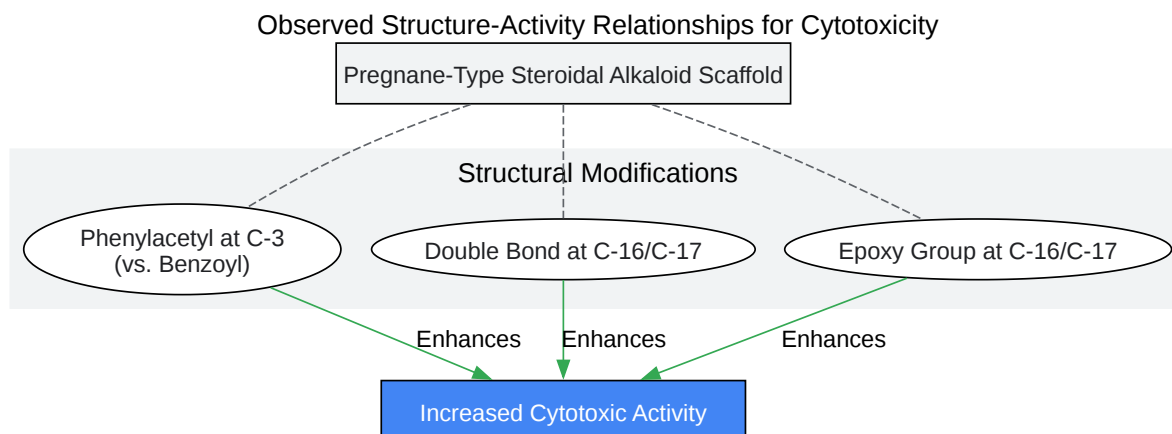 Observed Structure-Activity Relationships for Cytotoxicity
Pregnane-Type Steroidal Alkaloid Scaffold
Structural Modifications
Phenylacetyl at C-3
(vs. Benzoyl)
Double Bond at C-16/C-17
Epoxy Group at C-16/C-17
Enhances
Enhances
Enhances
Increased Cytotoxic Activity